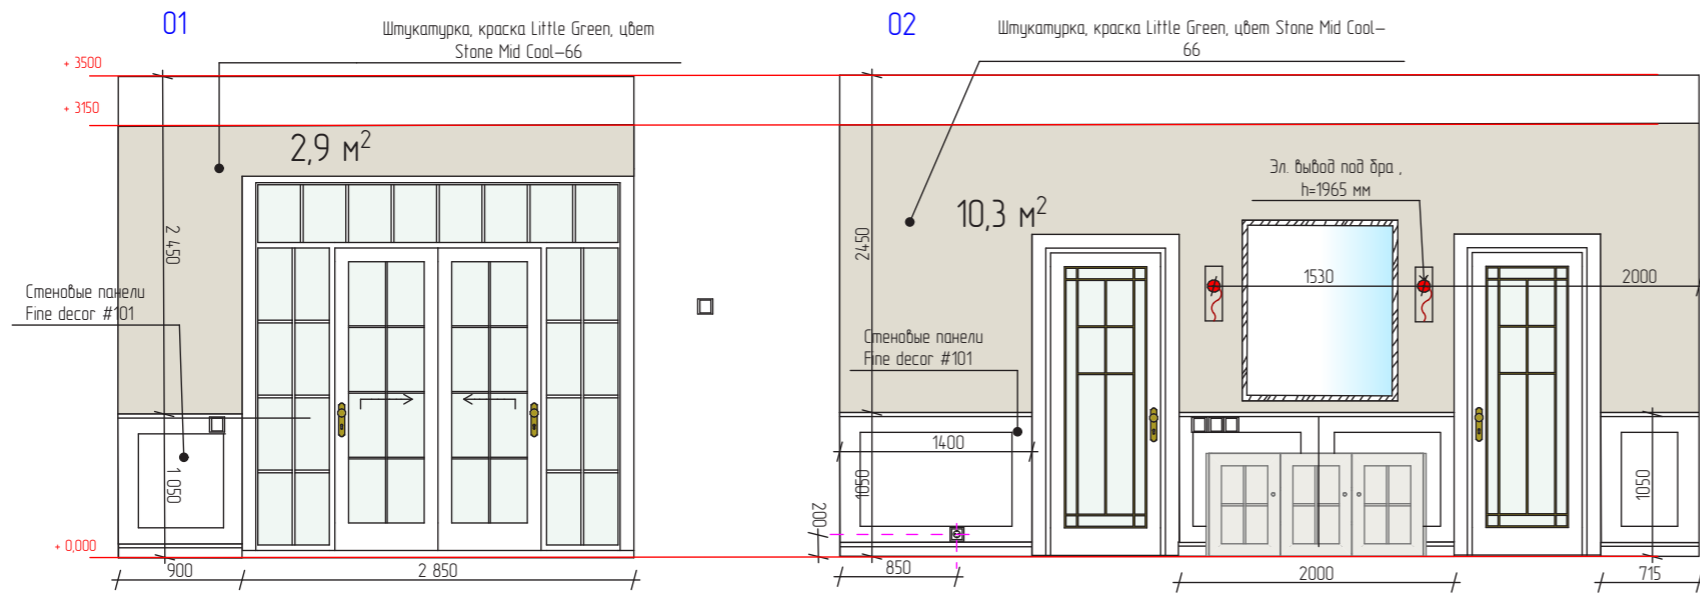 01
Штукатурка, краска Little Green, цвет
Stone Mid Cool-66
+ 3500
+ 3150
2,9 м²
2 450
Стеновые панели
Fine decor #101
1 050
+ 0,000
900
2 850
02
Штукатурка, краска Little Green, цвет Stone Mid Cool-
66
Эл. вывод под бра ,
h=1965 мм
10,3 м²
2450
1530
2000
Стеновые панели
Fine decor #101
1400
1050
1050
200
850
2000
715